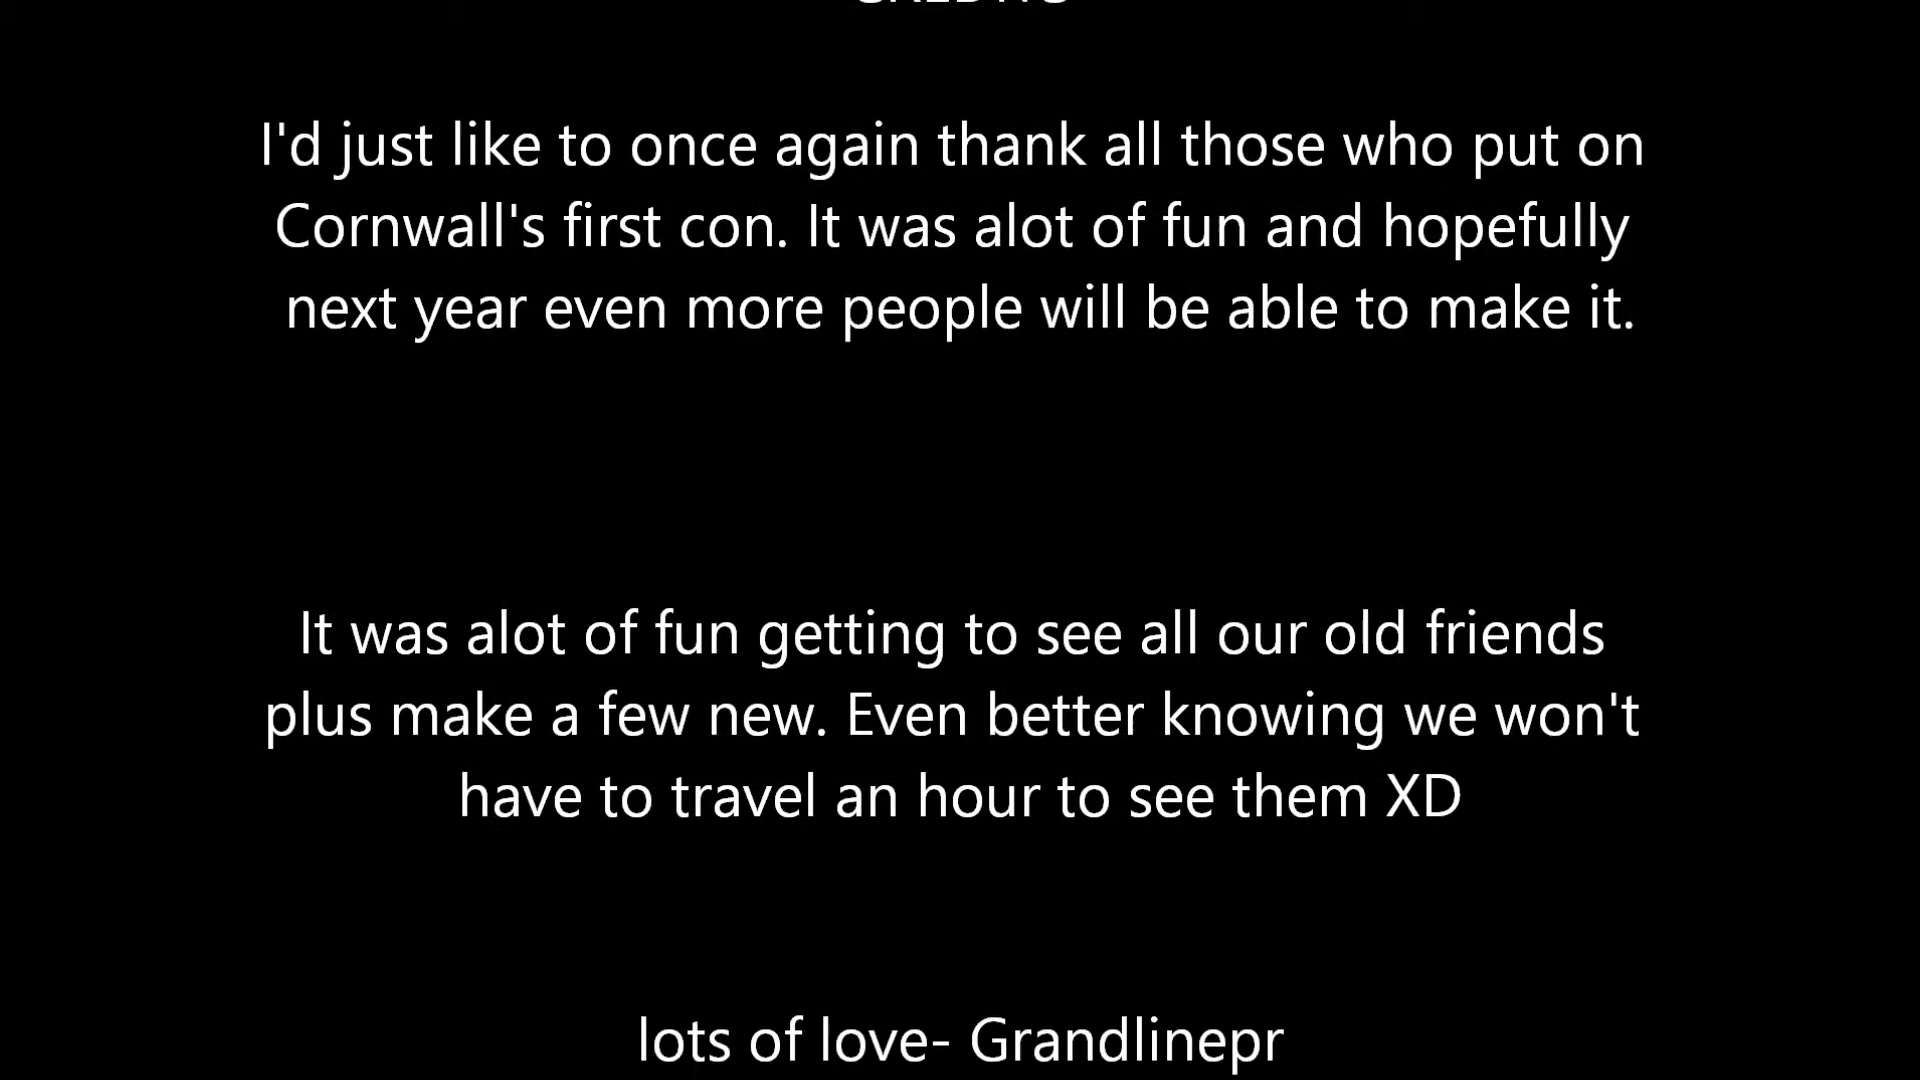 CREDITS
I'd just like to once again thank all those who put on
Cornwall's first con. It was alot of fun and hopefully
next year even more people will be able to make it.
It was alot of fun getting to see all our old friends
plus make a few new. Even better knowing we won't
have to travel an hour to see them XD
lots of love- Grandlinepr